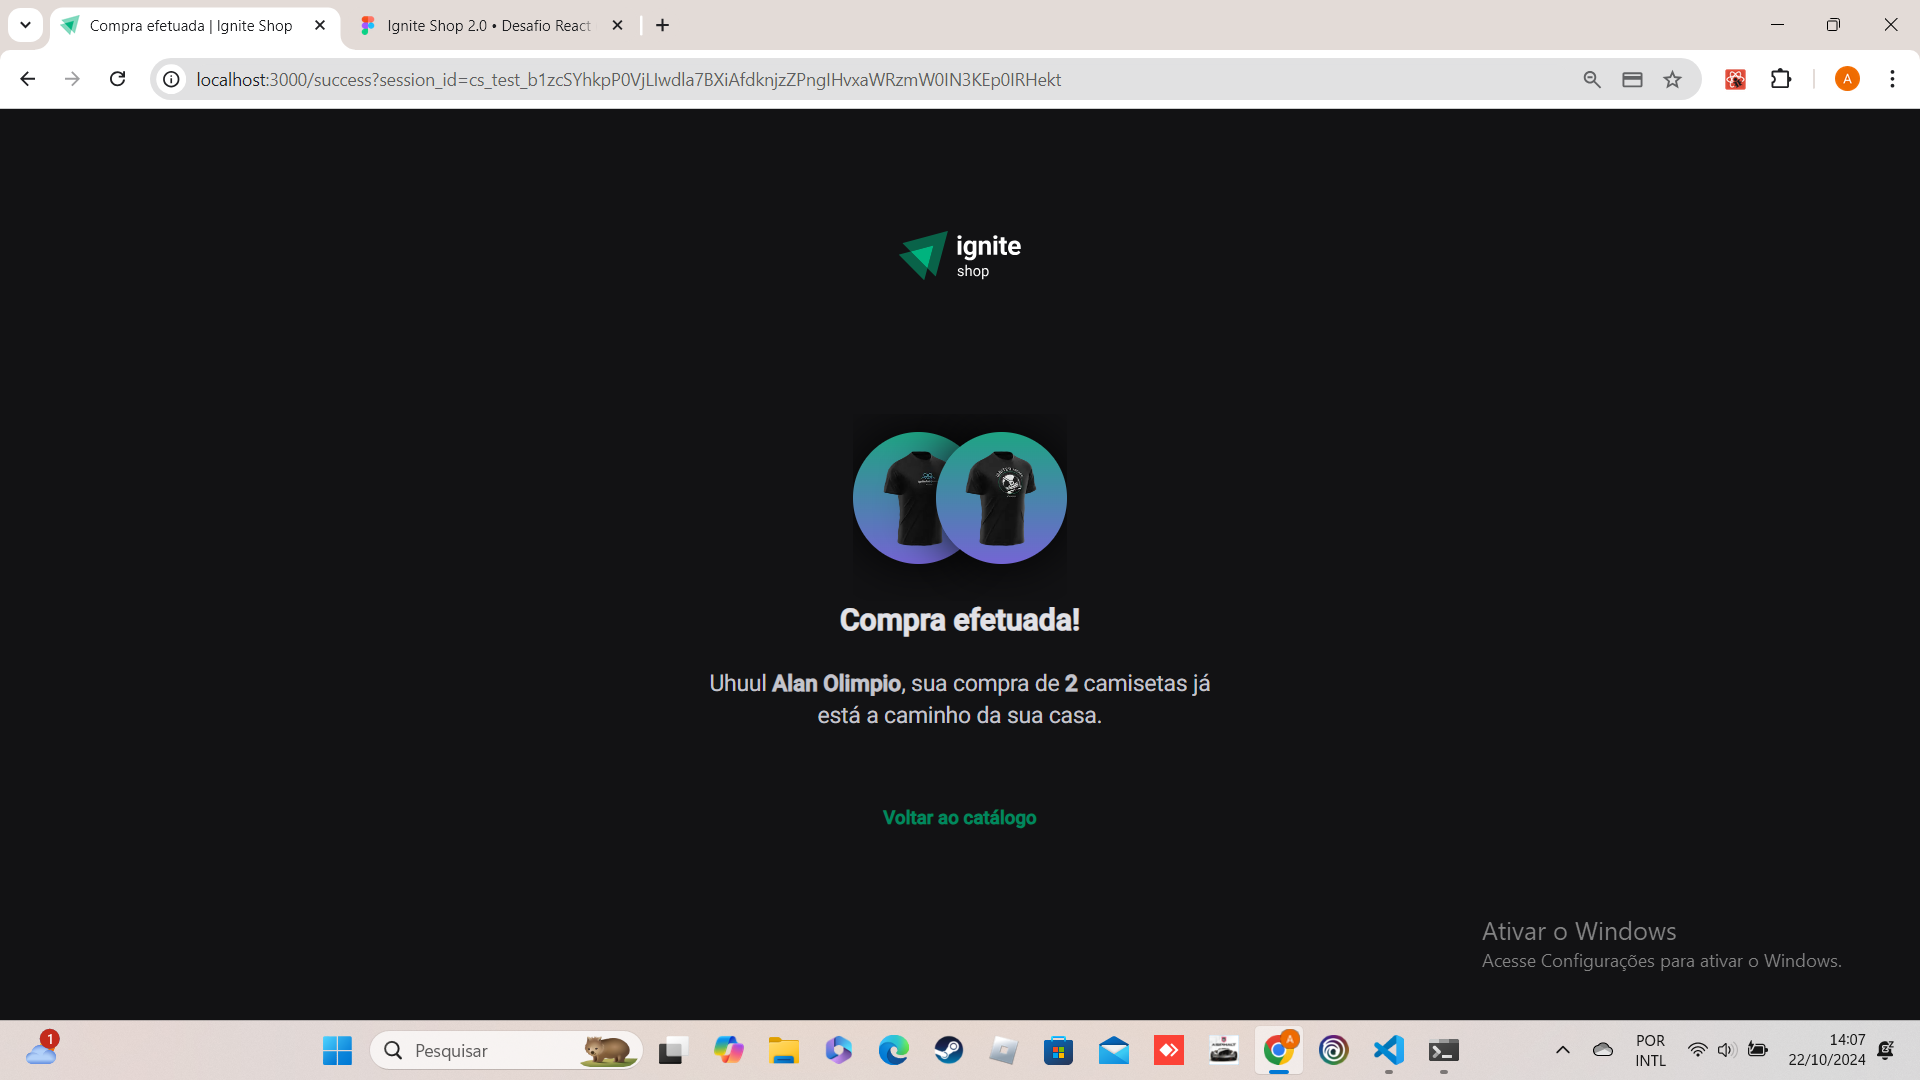 Compra efetuada | Ignite Shop
Ignite Shop 2.0 • Desafio React
localhost:3000/success?session_id=cs_test_b1zcSYhkpP0VjLIwdla7BXiAfdknjzZPngIHvxaWRzmW0IN3KEp0IRHekt
A
ignite
shop
Compra efetuada!
Uhuul Alan Olimpio, sua compra de 2 camisetas já
está a caminho da sua casa.
Voltar ao catálogo
Ativar o Windows
Acesse Configurações para ativar o Windows.
1
Pesquisar
A
POR
INTL
14:07
22/10/2024